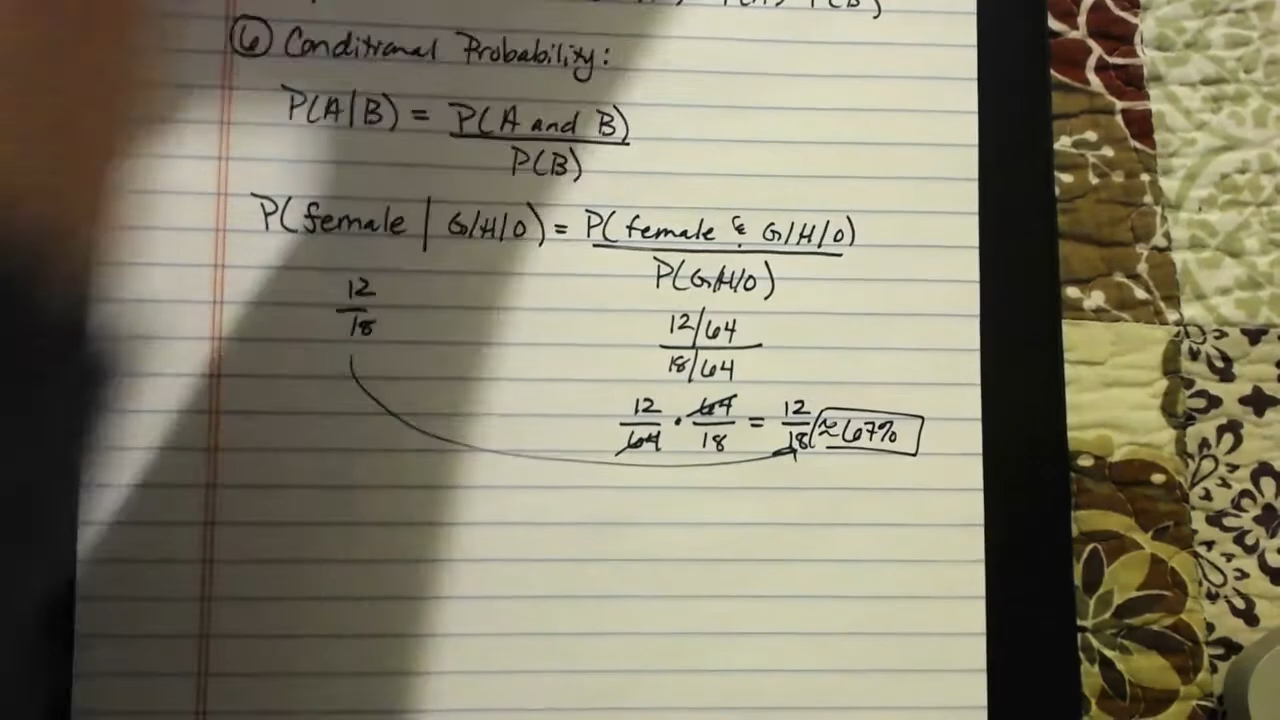 P(B)
⑥ Conditional Probability:
P(A|B) = P(A and B)
P(B)
P(female | G/H/O) = P(female & G/H/O)
P(G/H/O)
12
18
12/64
18/64
12/64 · 64/18 = 12/18 ≈67%